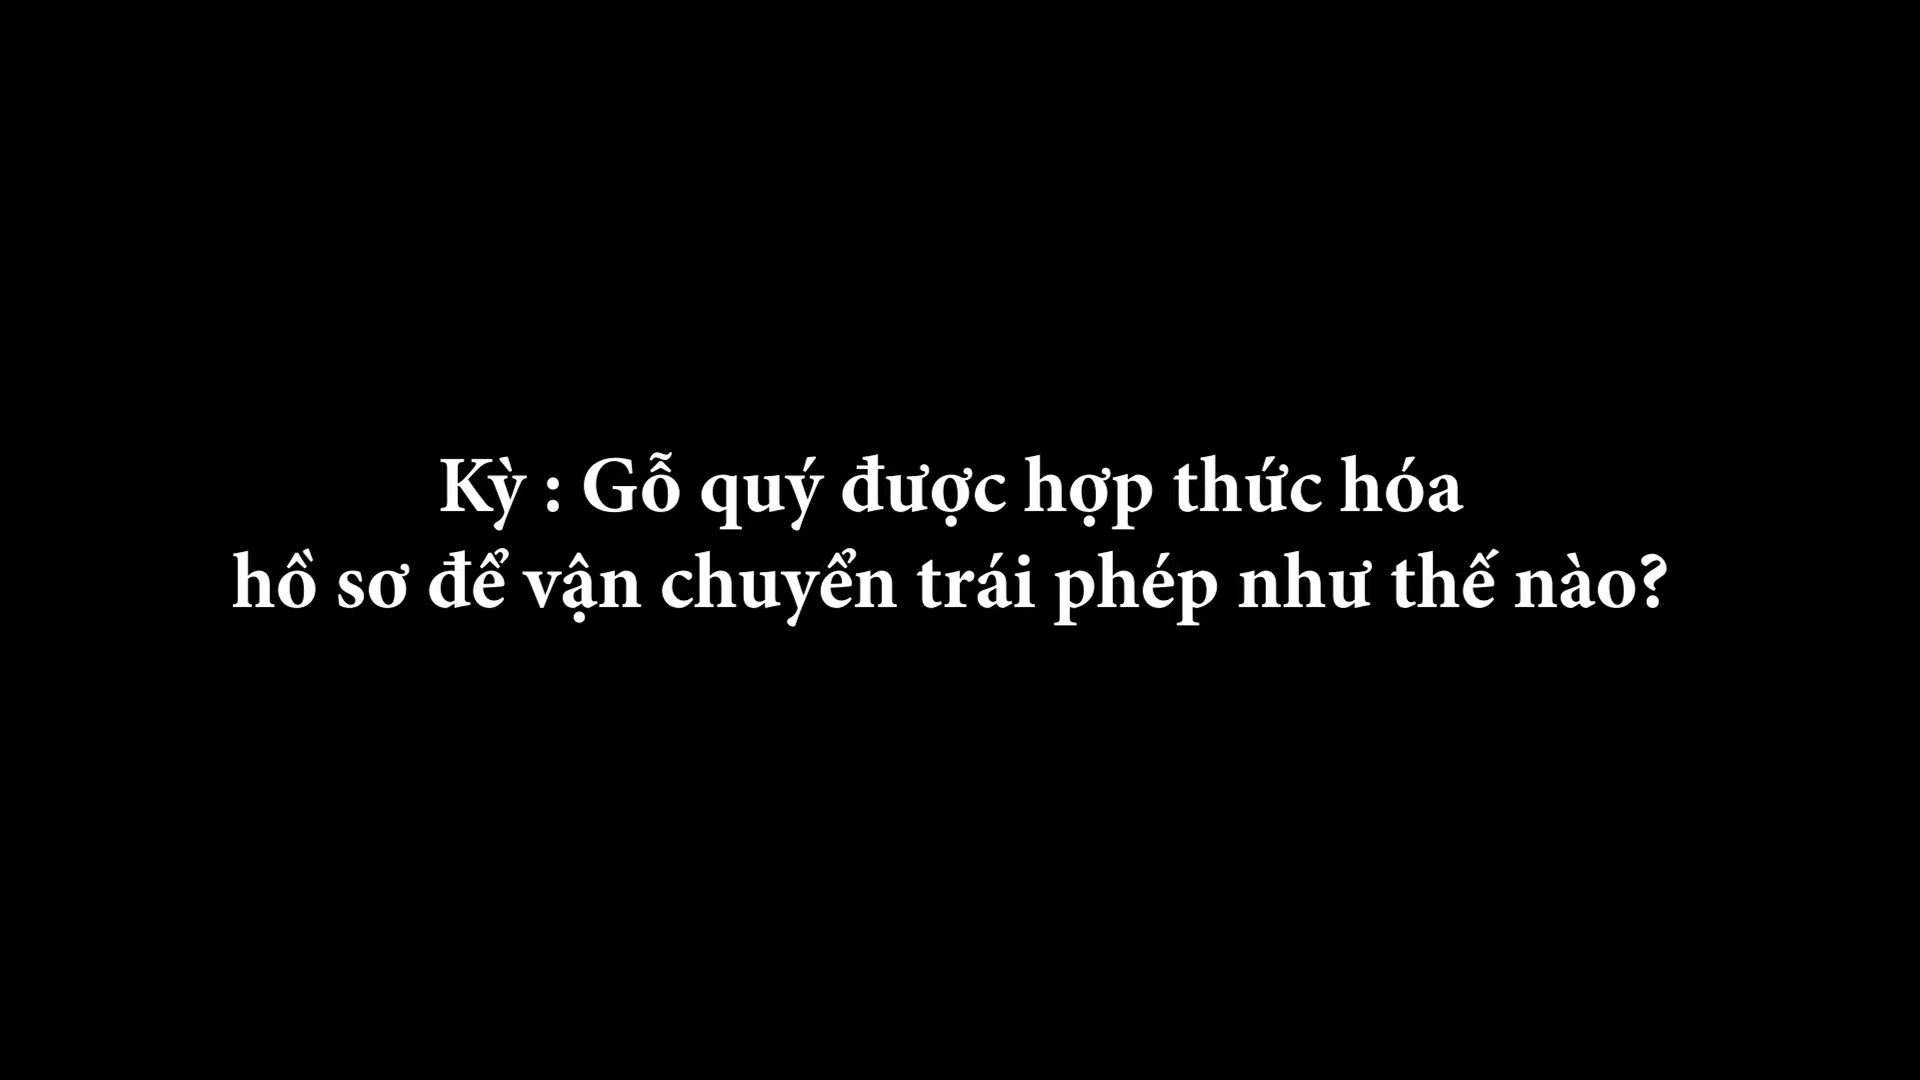 Kỳ : Gỗ quý được hợp thức hóa
hồ sơ để vận chuyển trái phép như thế nào?